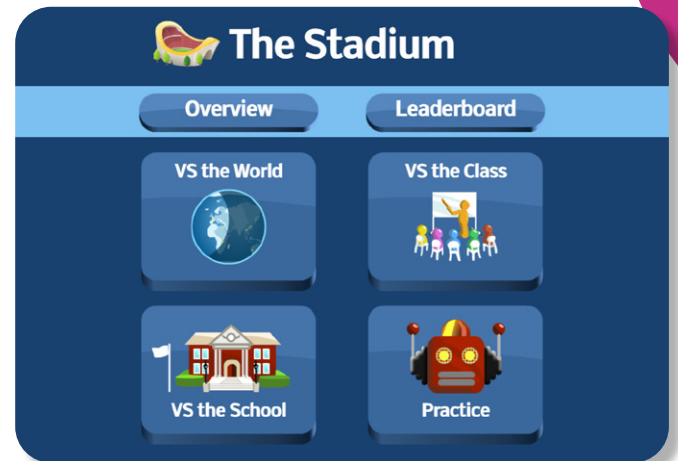 The Stadium
Overview
Leaderboard
VS the World
VS the Class
VS the School
Practice